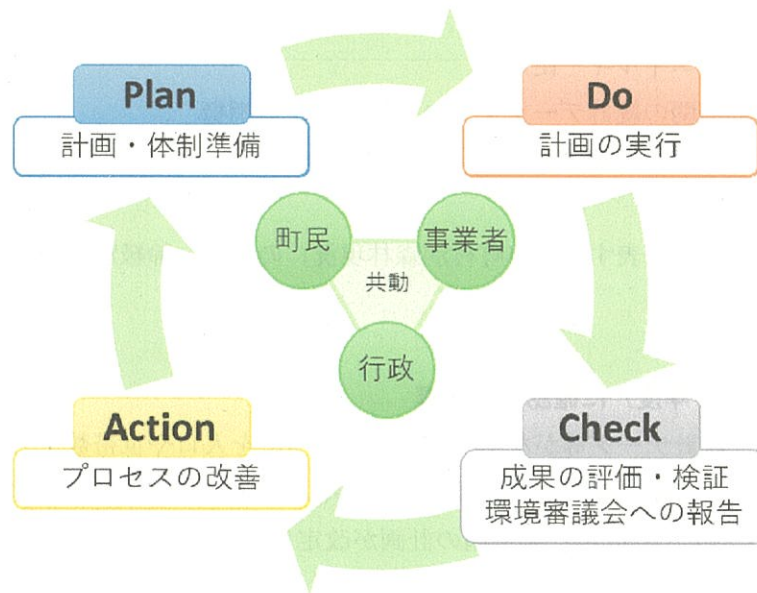 Plan
計画・体制準備
Do
計画の実行
町民
事業者
共動
行政
Action
プロセスの改善
Check
成果の評価・検証
環境審議会への報告